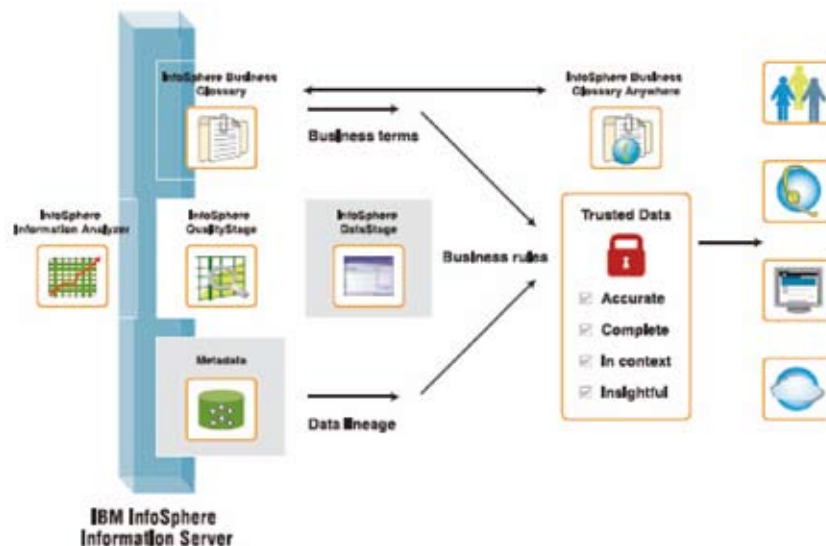 InfoSphere Business
Glossary
InfoSphere Business
Glossary Anywhere
Business terms
InfoSphere
Information Analyzer
InfoSphere
QualityStage
InfoSphere
DataStage
Business rules
Trusted Data
Accurate
Complete
In context
Insightful
Metadata
Data lineage
IBM InfoSphere
Information Server